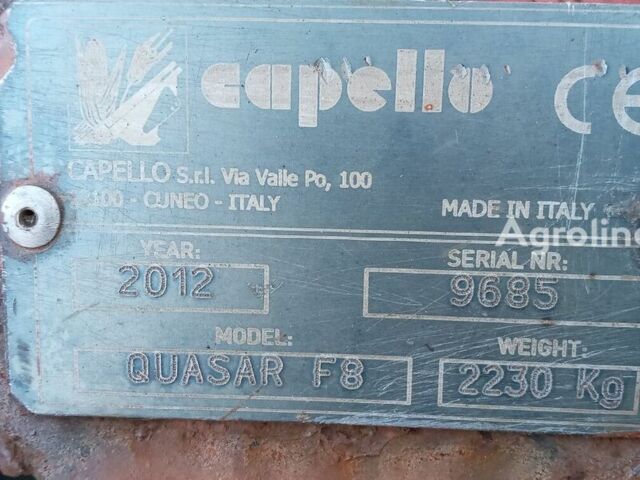 capello CE
CAPELLO S.r.l. Via Valle Po, 100
100 - CUNEO - ITALY
MADE IN ITALY
Agroline
YEAR:
2012
SERIAL NR:
9685
MODEL:
QUASAR F8
WEIGHT:
2230 Kg